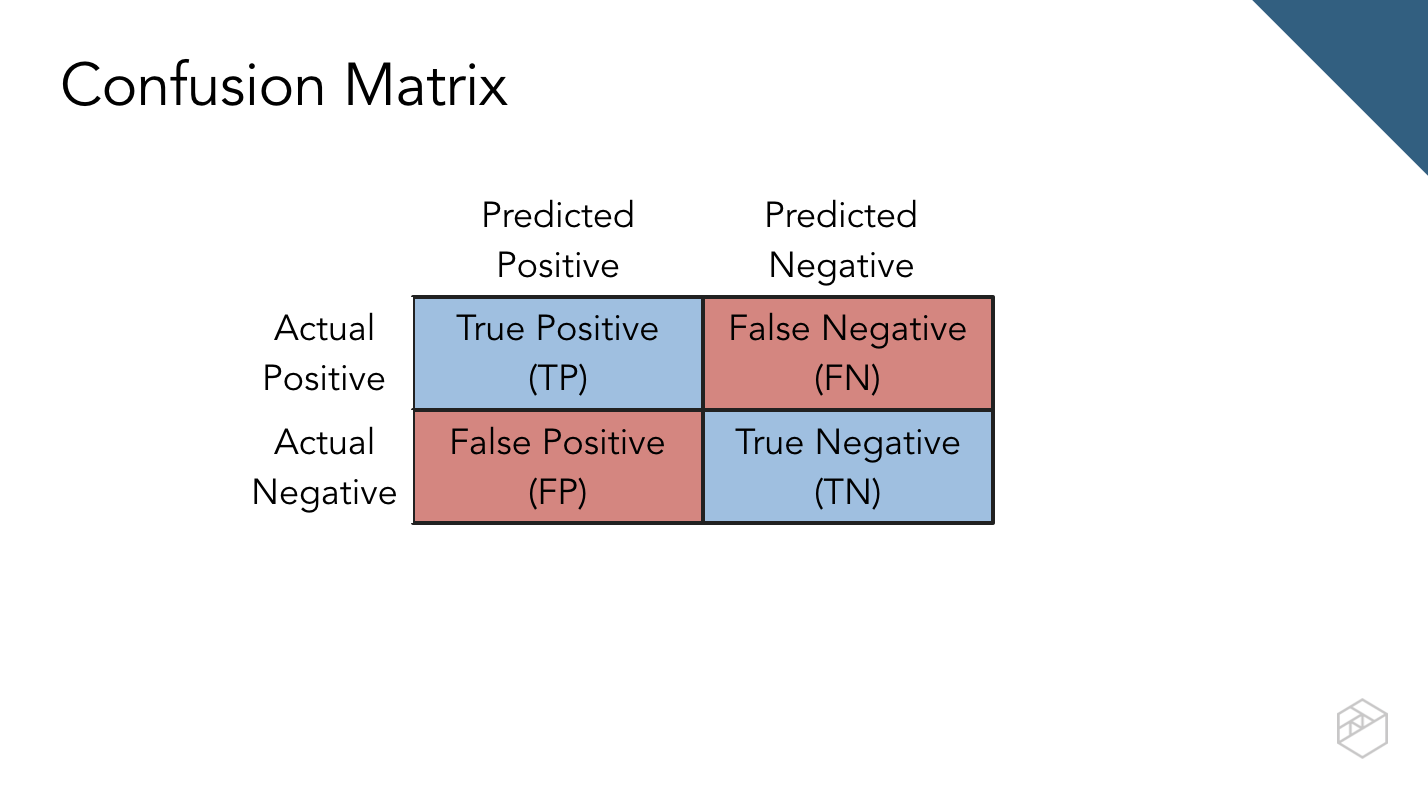 Confusion Matrix
Predicted Predicted
Positive Negative
Actual True Positive False Negative
Positive (TP) (FN)
Actual False Positive True Negative
Negative (FP) (TN)